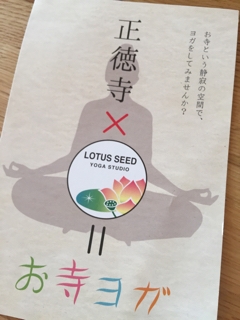 お寺という静寂の空間で、
ヨガをしてみませんか？
正徳寺
×
LOTUS SEED
YOGA STUDIO
=
お寺ヨガ